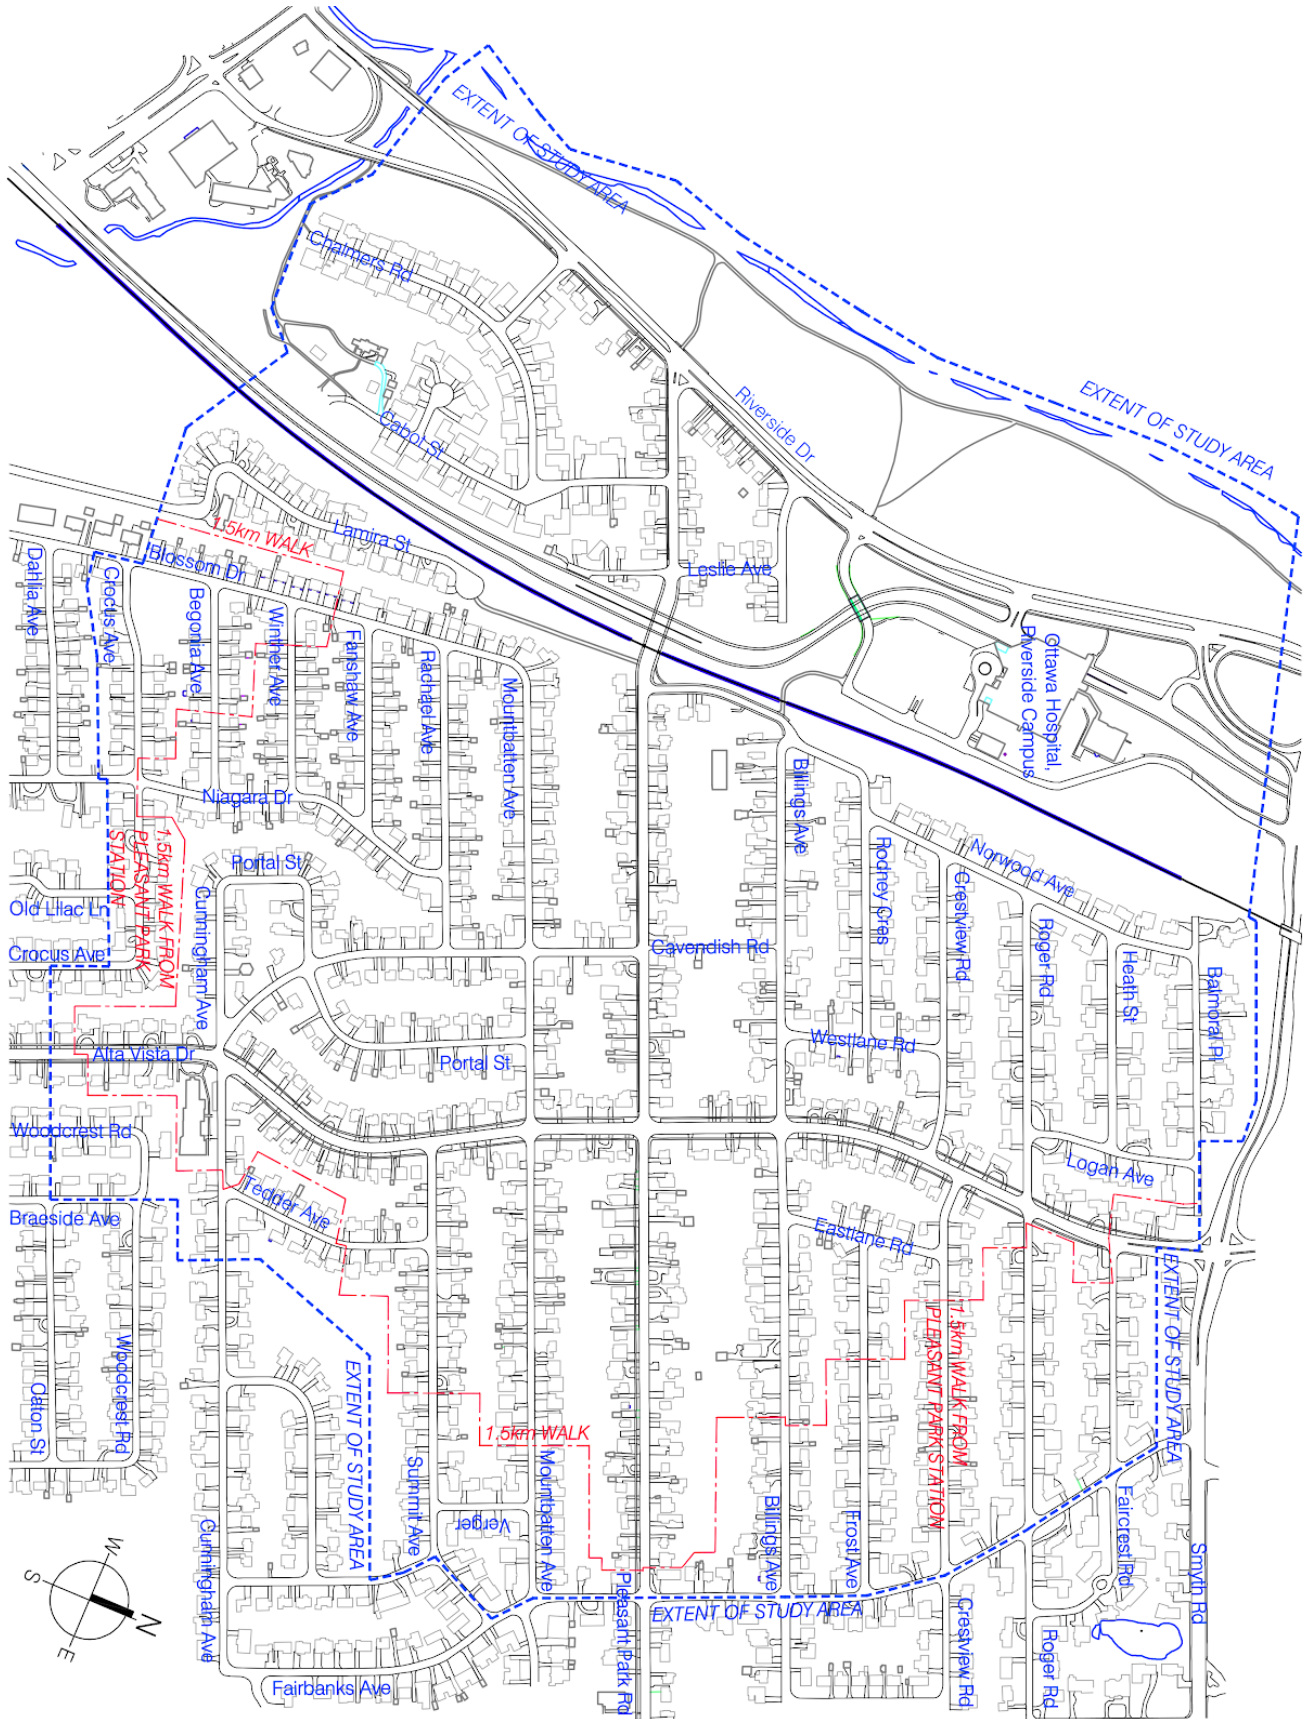 EXTENT OF STUDY AREA
Chalmers Rd
EXTENT OF STUDY AREA
Riverside Dr
Cabot St
Lamira St
1.5km WALK
Blossom Dr
Leslie Ave
Dahlia Ave
Crocus Ave
Begonia Ave
Winther Ave
Fanshaw Ave
Rachael Ave
Mountbatten Ave
Ottawa Hospital,
Riverside Campus
Niagara Dr
Billings Ave
Rodney Cres
Norwood Ave
Crestview Rd
Roger Rd
Heath St
Balmoral Pl
1.5km WALK FROM
PLEASANT PARK
STATION
Portal St
Old Lilac Ln
Crocus Ave
Cunningham Ave
Cavendish Rd
Alta Vista Dr
Portal St
Westlane Rd
Woodcrest Rd
Logan Ave
Tedder Ave
Braeside Ave
Eastlane Rd
EXTENT OF STUDY AREA
1.5km WALK FROM
PLEASANT PARK STATION
Woodcrest Rd
Caton St
EXTENT OF STUDY AREA
1.5km WALK
Summit Ave
Mountbatten Ave
Verger
Billings Ave
Frost Ave
Faircrest Rd
Smyth Rd
Cunningham Ave
Pleasant Park Rd
EXTENT OF STUDY AREA
Crestview Rd
Roger Rd
Fairbanks Ave
W
S
N
E